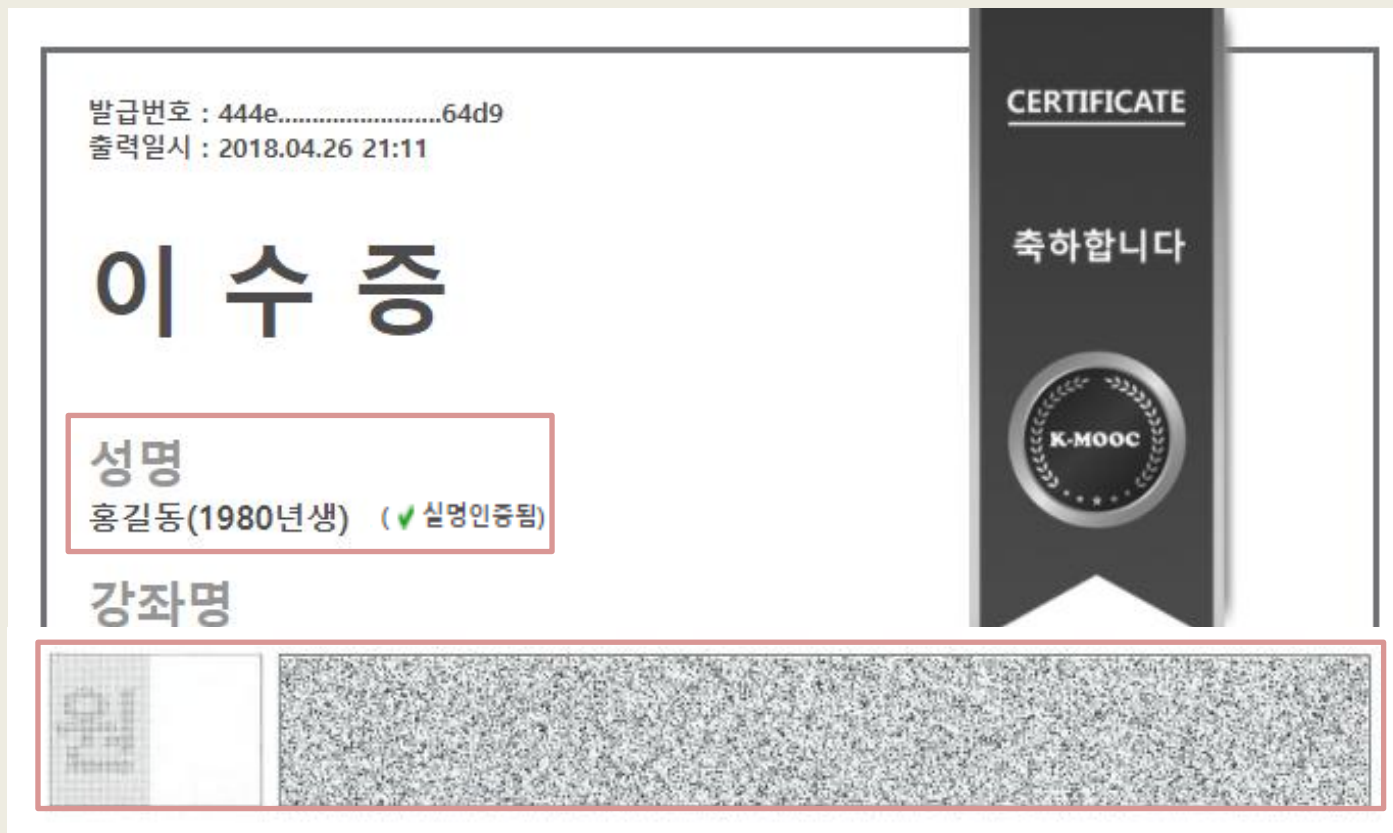 발급번호 : 444e........................64d9
출력일시 : 2018.04.26 21:11
CERTIFICATE
축하합니다
이 수 증
K-MOOC
성명
홍길동(1980년생) (✔실명인증됨)
강좌명